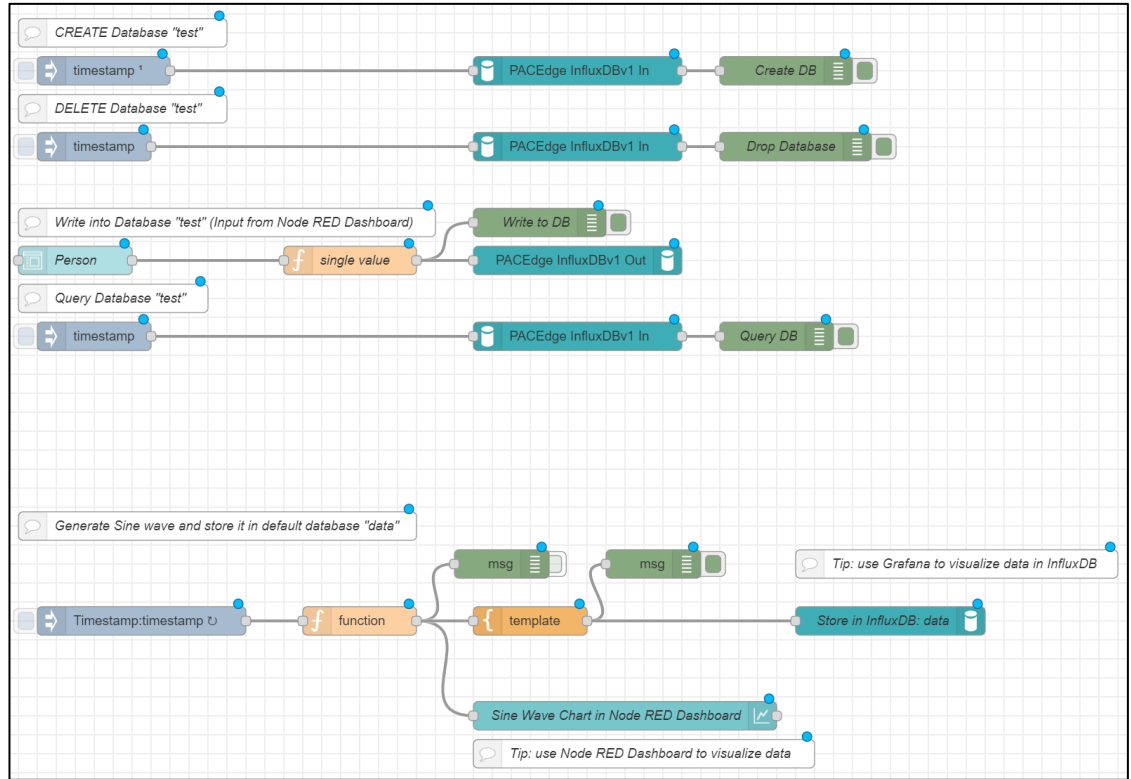 CREATE Database "test"
timestamp ¹
PACEdge InfluxDBv1 In
Create DB
DELETE Database "test"
timestamp
PACEdge InfluxDBv1 In
Drop Database
Write into Database "test" (Input from Node RED Dashboard)
Write to DB
Person
single value
PACEdge InfluxDBv1 Out
Query Database "test"
timestamp
PACEdge InfluxDBv1 In
Query DB
Generate Sine wave and store it in default database "data"
msg
msg
Tip: use Grafana to visualize data in InfluxDB
Timestamp:timestamp ↻
function
template
Store in InfluxDB: data
Sine Wave Chart in Node RED Dashboard
Tip: use Node RED Dashboard to visualize data